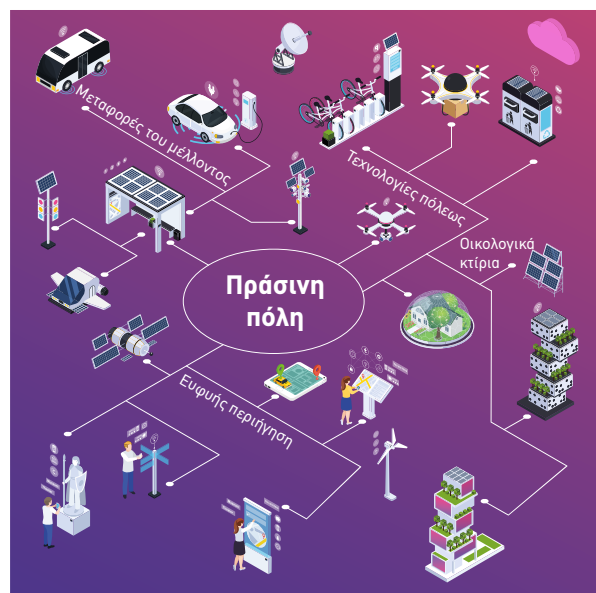 Μεταφορές του μέλλοντος
Τεχνολογίες πόλεως
Οικολογικά
κτίρια
Πράσινη
πόλη
Ευφυής περιήγηση